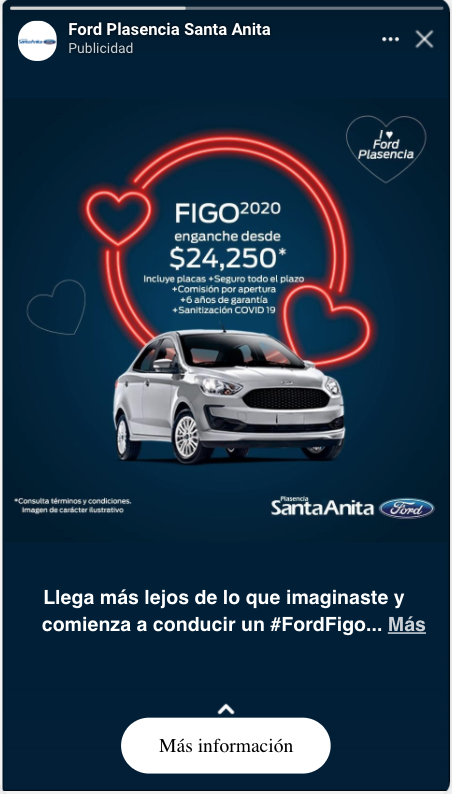 Ford Plasencia Santa Anita
Publicidad
I ♥
Ford
Plasencia
FIGO2020
enganche desde
$24,250*
Incluye placas +Seguro todo el plazo
+Comisión por apertura
+6 años de garantía
+Sanitización COVID 19
*Consulta términos y condiciones.
Imagen de carácter ilustrativo
Plasencia
SantaAnita Ford
Llega más lejos de lo que imaginaste y
comienza a conducir un #FordFigo... Más
Más información